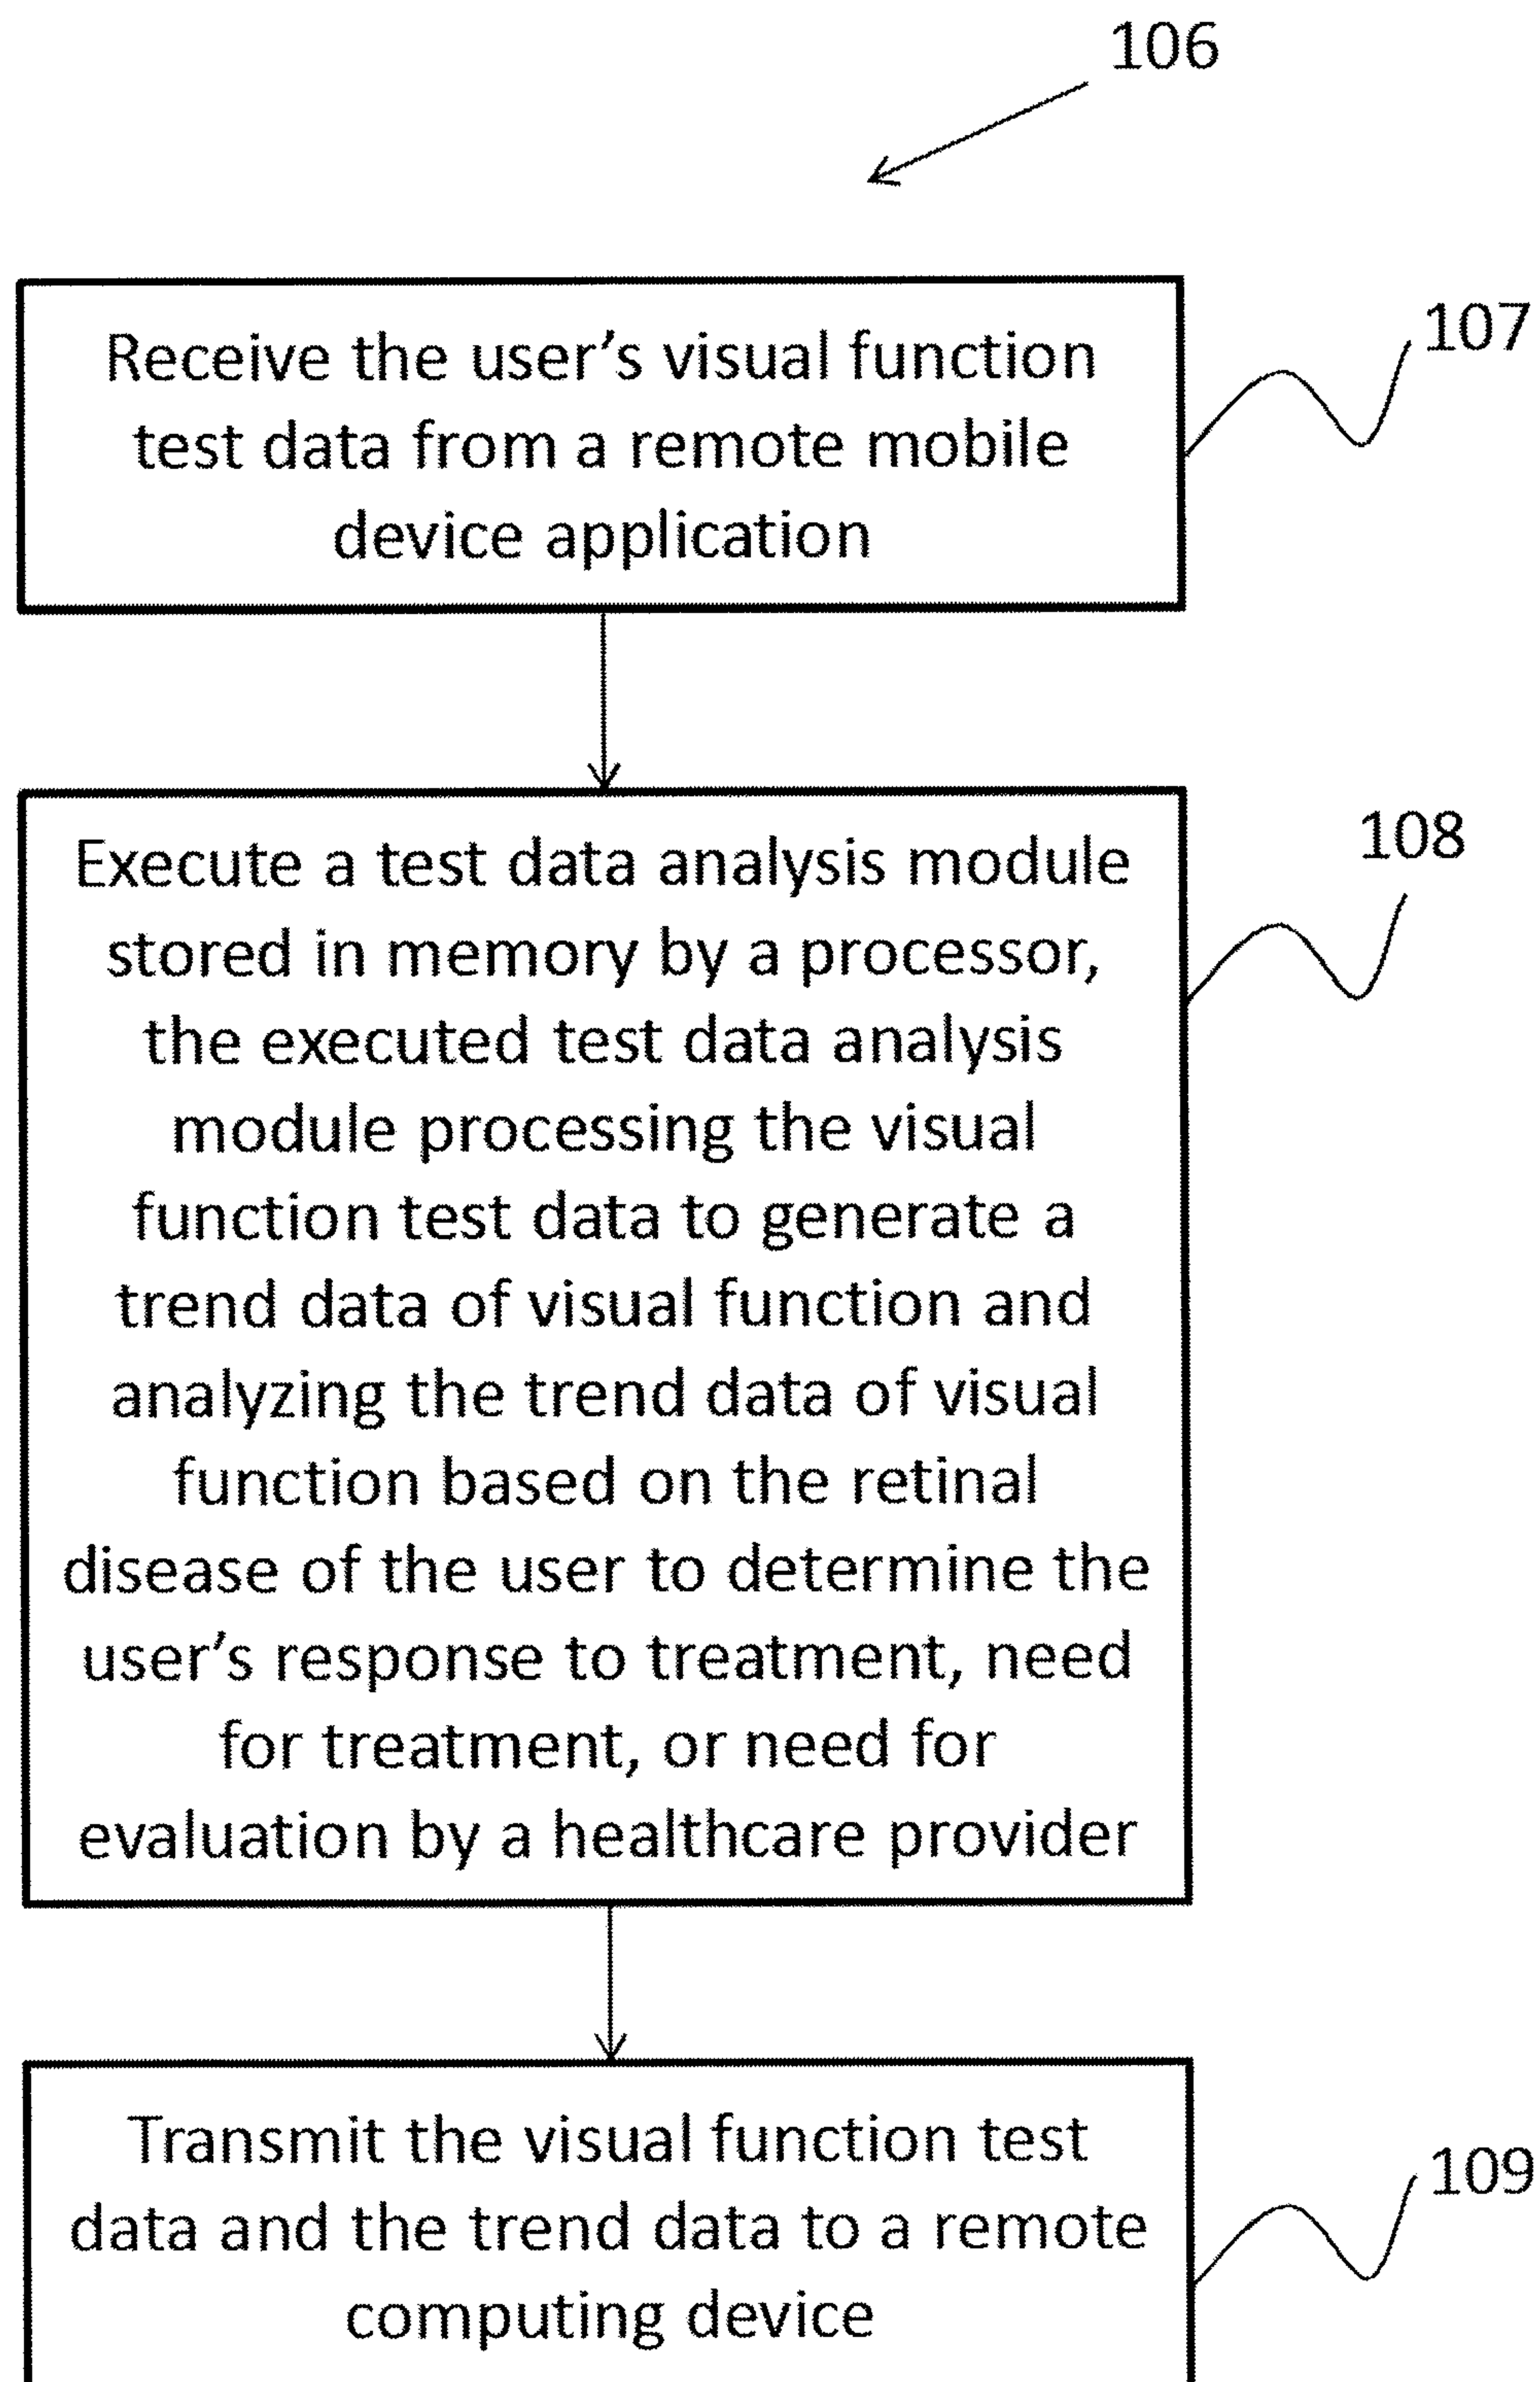 106
Receive the user's visual function
test data from a remote mobile
device application
107
Execute a test data analysis module
stored in memory by a processor,
the executed test data analysis
module processing the visual
function test data to generate a
trend data of visual function and
analyzing the trend data of visual
function based on the retinal
disease of the user to determine the
user's response to treatment, need
for treatment, or need for
evaluation by a healthcare provider
108
Transmit the visual function test
data and the trend data to a remote
computing device
109